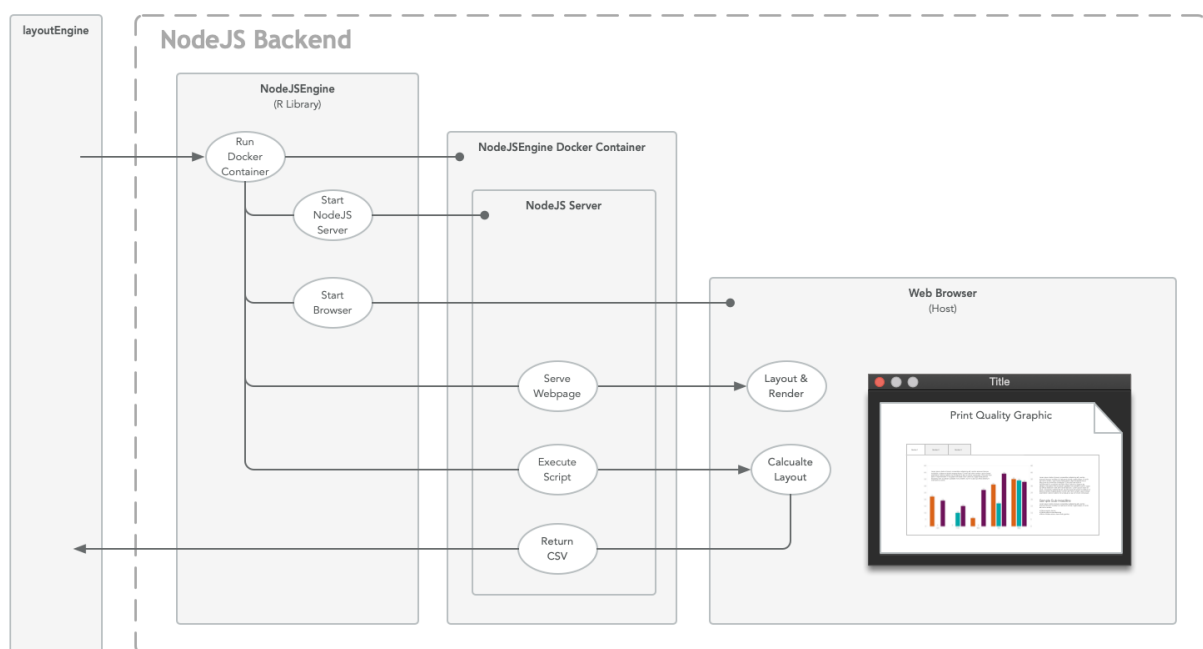 layoutEngine
NodeJS Backend
NodeJSEngine
(R Library)
Run
Docker
Container
NodeJSEngine Docker Container
Start
NodeJS
Server
NodeJS Server
Start
Browser
Web Browser
(Host)
Serve
Webpage
Layout &
Render
Title
Print Quality Graphic
Execute
Script
Calcualte
Layout
Return
CSV